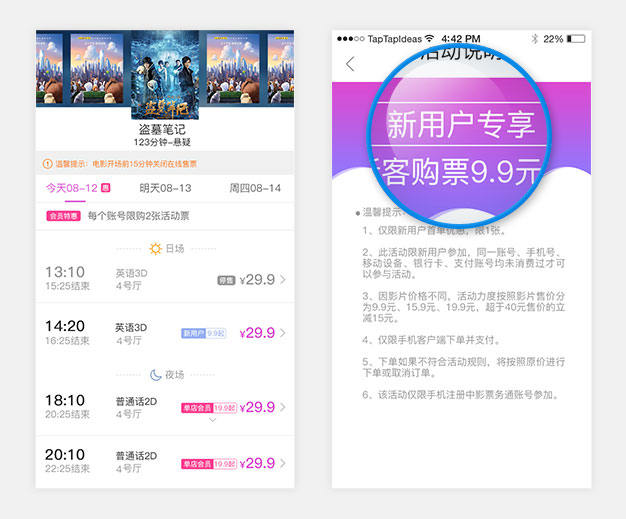 盗墓笔记
盗墓笔记
123分钟-悬疑
温馨提示：电影开场前15分钟关闭在线售票
今天08-12 惠 明天08-13 周四08-14
会员特惠 每个账号限购2张活动票
日场
13:10 英语3D 停售 ¥29.9
15:25结束 4号厅
14:20 英语3D 新用户 9.9起 ¥29.9
16:25结束 4号厅
夜场
18:10 普通话2D 单店会员 19.9起 ¥29.9
20:25结束 4号厅
20:10 普通话2D 单店会员 19.9起 ¥29.9
22:25结束 4号厅
TapTapIdeas 4:42 PM 22%
活动说明
新用户专享
新客购票9.9元
温馨提示：
1、仅限新用户首单优惠，限1张。
2、此活动限新用户参加，同一账号、手机号、
移动设备、银行卡、支付账号均未消费过才可
以参与活动。
3、因影片价格不同，活动力度按照影片售价分
为9.9元、15.9元、19.9元，超于40元售价的立
减15元。
4、仅限手机客户端下单并支付。
5、下单如果不符合活动规则，将按照原价进行
下单或取消订单。
6、该活动仅限手机注册中影票务通账号参加。